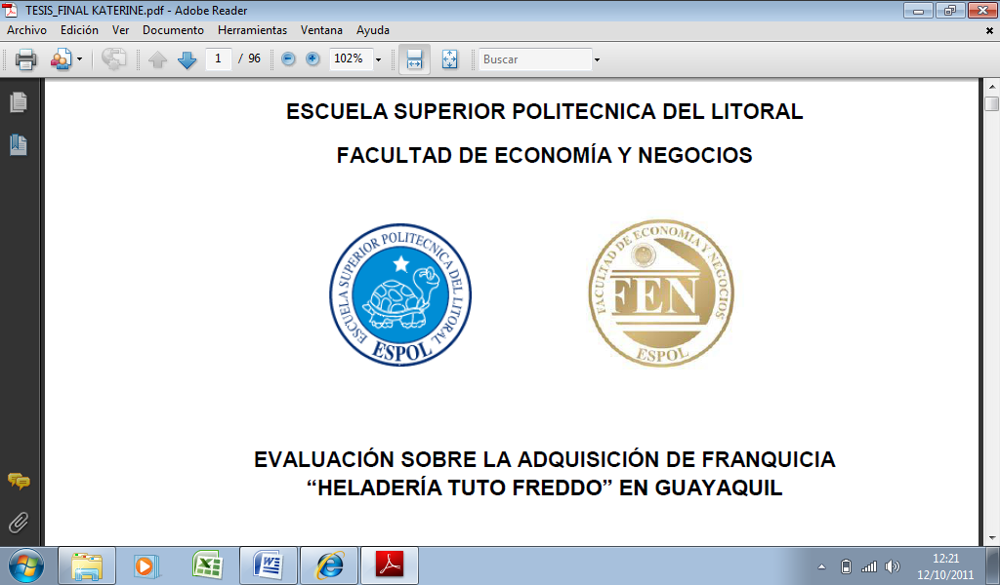 TESIS_FINAL KATERINE.pdf - Adobe Reader
Archivo Edición Ver Documento Herramientas Ventana Ayuda
1 / 96 102% Buscar
ESCUELA SUPERIOR POLITECNICA DEL LITORAL
FACULTAD DE ECONOMÍA Y NEGOCIOS
ESCUELA SUPERIOR POLITECNICA DEL LITORAL
ESPOL
FACULTAD DE ECONOMIA Y NEGOCIOS
FEN
ESPOL
EVALUACIÓN SOBRE LA ADQUISICIÓN DE FRANQUICIA
“HELADERÍA TUTO FREDDO” EN GUAYAQUIL
12:21
12/10/2011